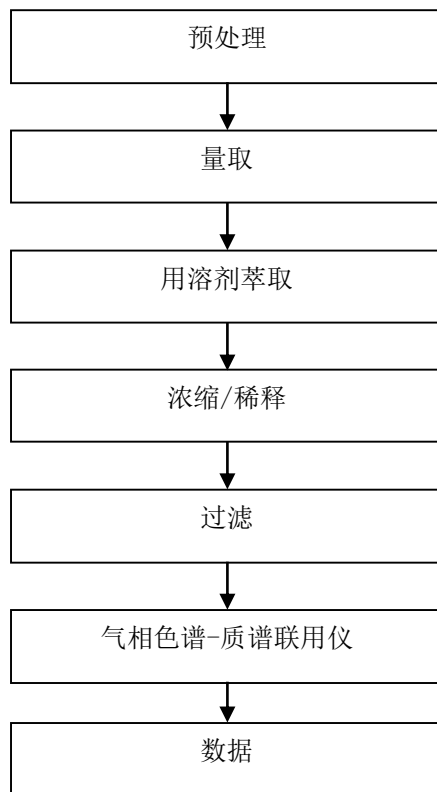 预处理
量取
用溶剂萃取
浓缩/稀释
过滤
气相色谱-质谱联用仪
数据